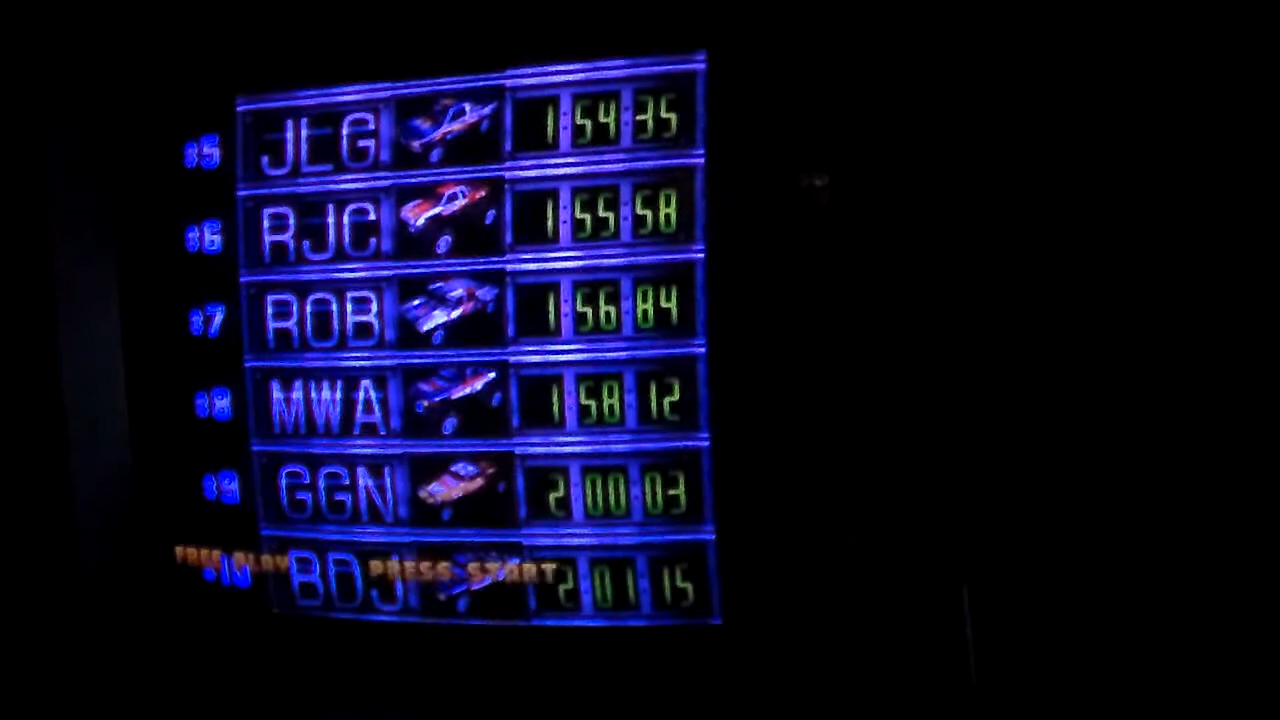 #5 JLG 1:54:35
#6 RJC 1:55:58
#7 ROB 1:56:84
#8 MWA 1:58:12
#9 GGN 2:00:03
#10 BDJ 2:01:15
FREE PLAY PRESS START